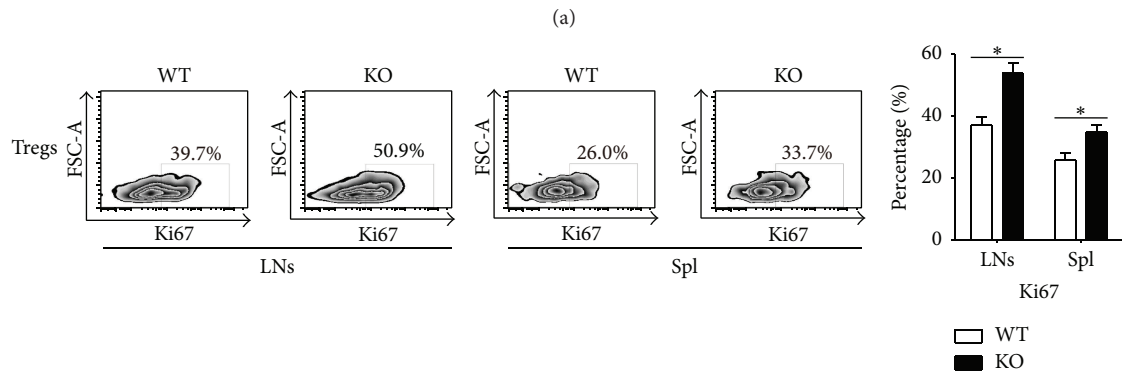 (a)
WT
KO
WT
KO
Tregs
FSC-A
39.7%
Ki67
FSC-A
50.9%
Ki67
LNs
FSC-A
26.0%
Ki67
FSC-A
33.7%
Ki67
Spl
Percentage (%)
60
40
20
0
*
*
LNs
Spl
Ki67
WT
KO